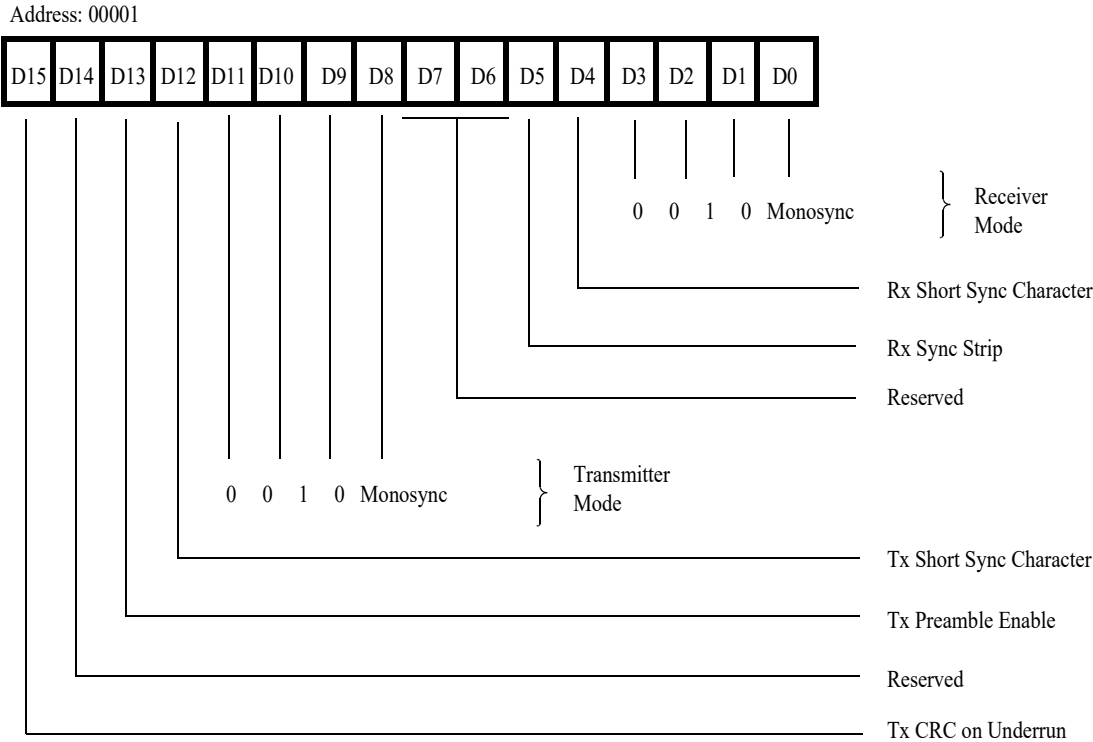 Address: 00001
D15 D14 D13 D12 D11 D10 D9 D8 D7 D6 D5 D4 D3 D2 D1 D0
0 0 1 0 Monosync
Receiver
Mode
Rx Short Sync Character
Rx Sync Strip
Reserved
0 0 1 0 Monosync
Transmitter
Mode
Tx Short Sync Character
Tx Preamble Enable
Reserved
Tx CRC on Underrun